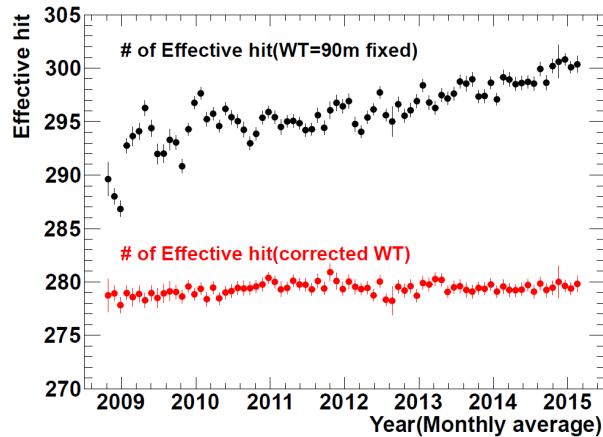 Effective hit
305
300
295
290
285
280
275
270
# of Effective hit(WT=90m fixed)
# of Effective hit(corrected WT)
2009 2010 2011 2012 2013 2014 2015
Year(Monthly average)